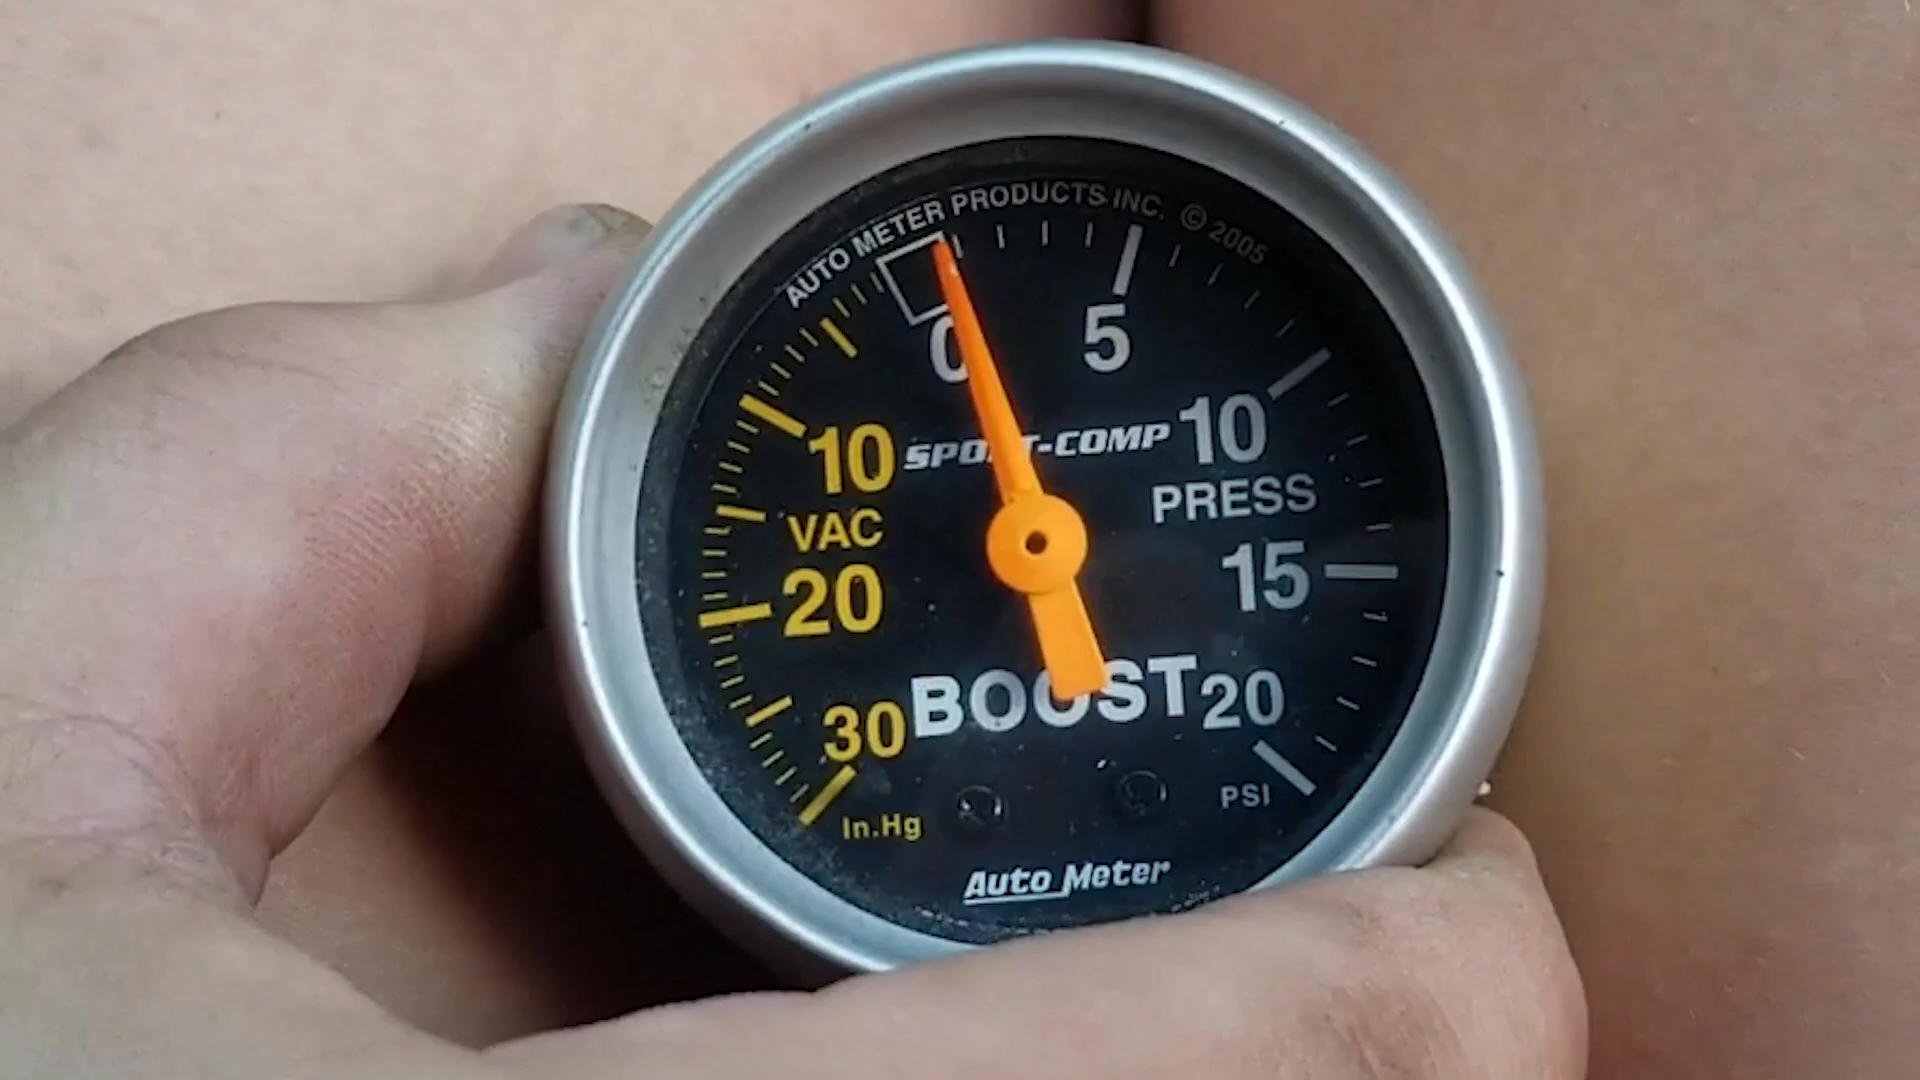 AUTO METER PRODUCTS INC. © 2005
0
5
10
SPORT-COMP
10
PRESS
VAC
15
20
BOOST
20
30
PSI
In.Hg
Auto Meter